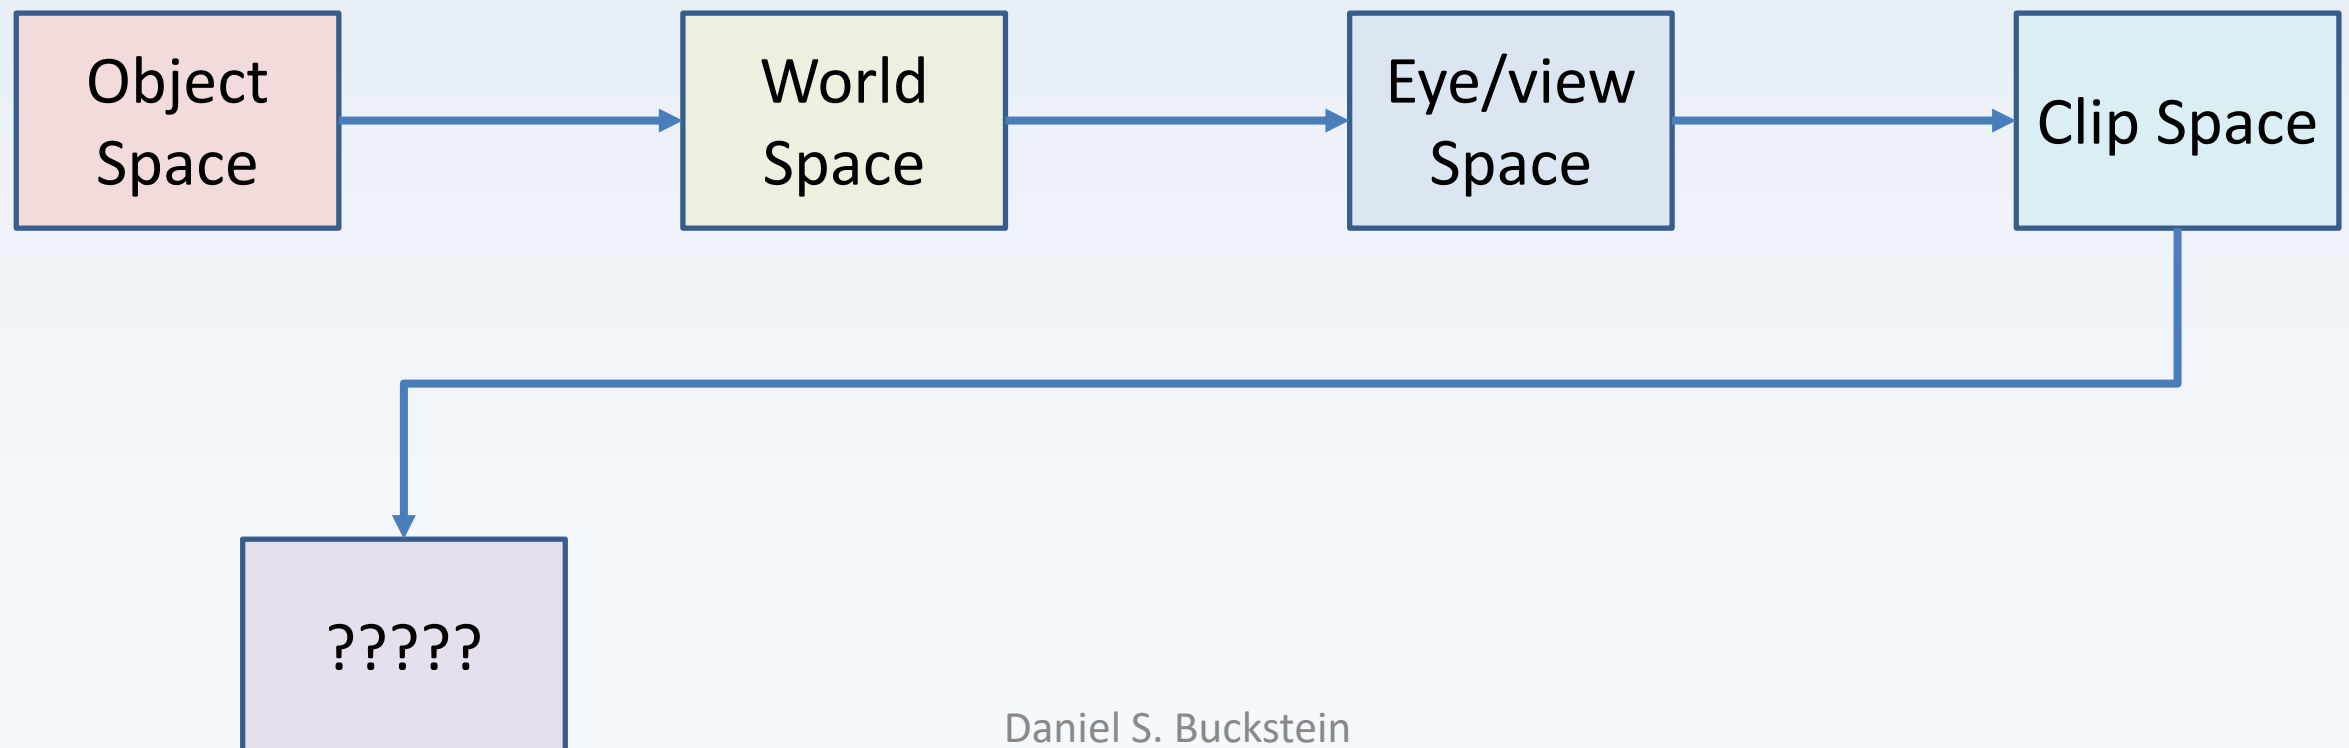 Object
Space
World
Space
Eye/view
Space
Clip Space
?????
Daniel S. Buckstein